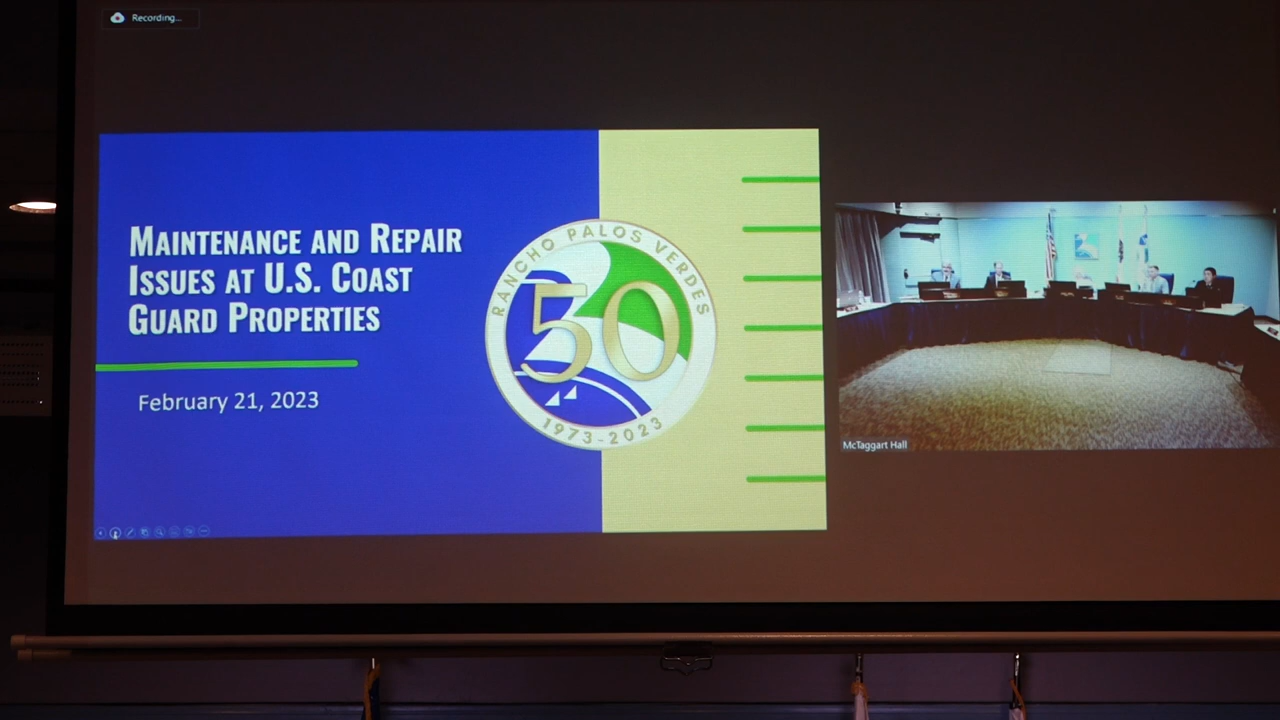 Recording...
MAINTENANCE AND REPAIR
ISSUES AT U.S. COAST
GUARD PROPERTIES
February 21, 2023
RANCHO PALOS VERDES
50
1973-2023
McTaggart Hall